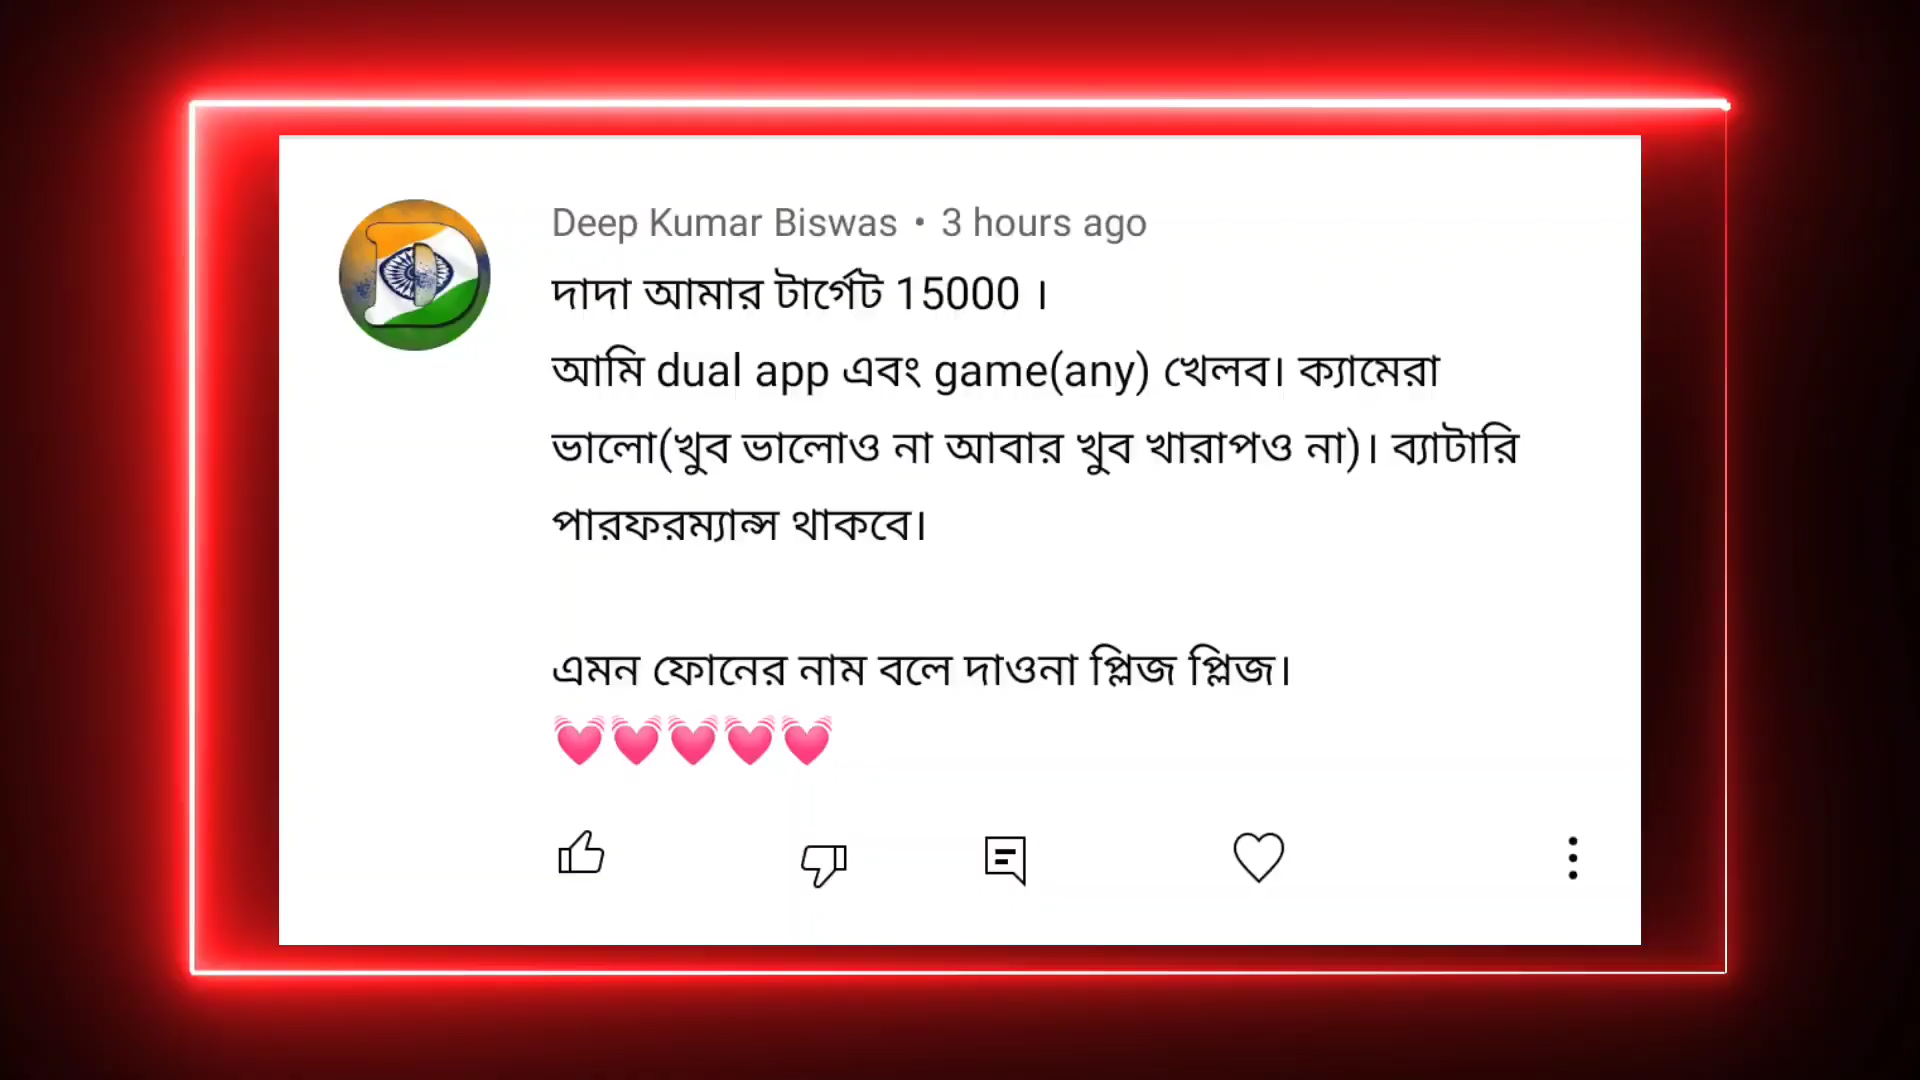 Deep Kumar Biswas • 3 hours ago
দাদা আমার টার্গেট 15000 ।
আমি dual app এবং game(any) খেলব। ক্যামেরা
ভালো(খুব ভালোও না আবার খুব খারাপও না)। ব্যাটারি
পারফরম্যান্স থাকবে।
এমন ফোনের নাম বলে দাওনা প্লিজ প্লিজ।
💓💓💓💓💓